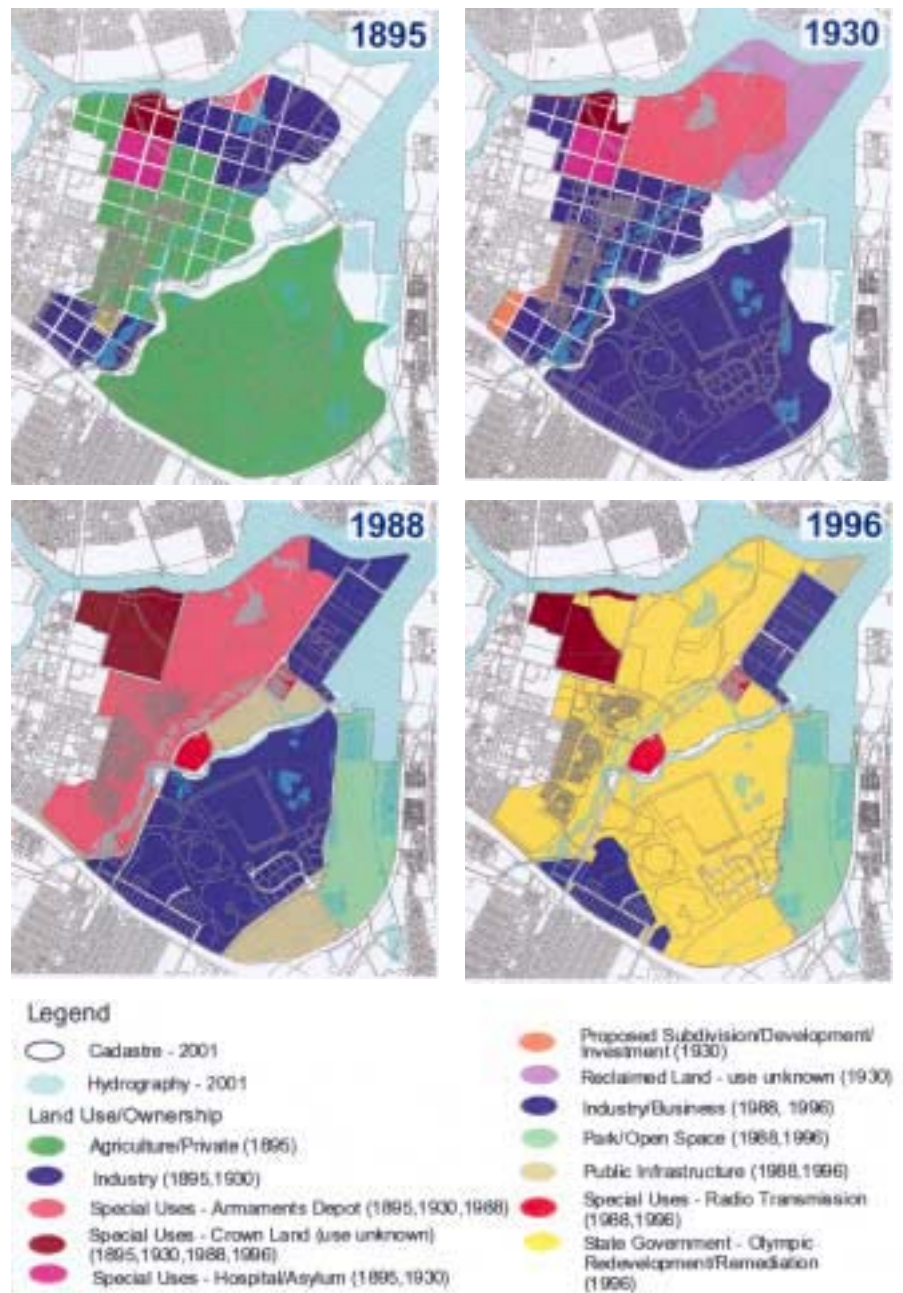 1895
1930
1988
1996
Legend
Cadastre - 2001
Hydrography - 2001
Land Use/Ownership
Agriculture/Private (1895)
Industry (1895,1930)
Special Uses - Armaments Depot (1895,1930,1988)
Special Uses - Crown Land (use unknown)
(1895,1930,1988,1996)
Special Uses - Hospital/Asylum (1895,1930)
Proposed Subdivision/Development/
Investment (1930)
Reclaimed Land - use unknown (1930)
Industry/Business (1988, 1996)
Park/Open Space (1988,1996)
Public Infrastructure (1988,1996)
Special Uses - Radio Transmission
(1988,1996)
State Government - Olympic
Redevelopment/Remediation
(1996)